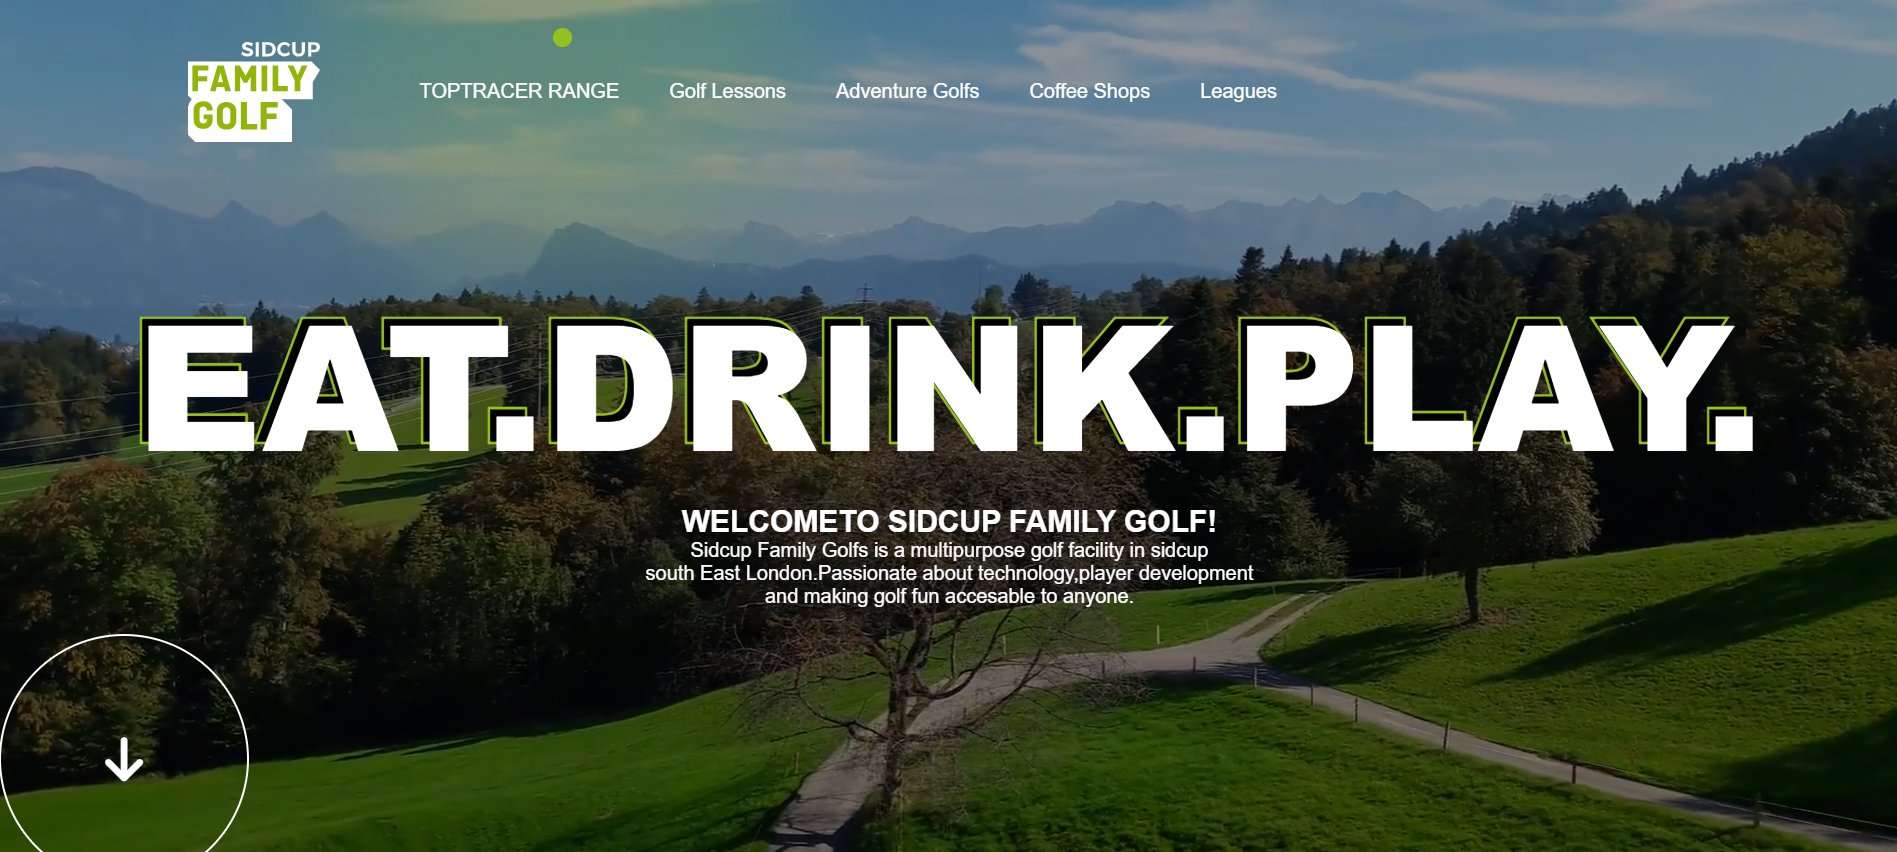 SIDCUP
FAMILY
GOLF
TOPTRACER RANGE Golf Lessons Adventure Golfs Coffee Shops Leagues
EAT.DRINK.PLAY.
WELCOMETO SIDCUP FAMILY GOLF!
Sidcup Family Golfs is a multipurpose golf facility in sidcup
south East London.Passionate about technology,player development
and making golf fun accesable to anyone.